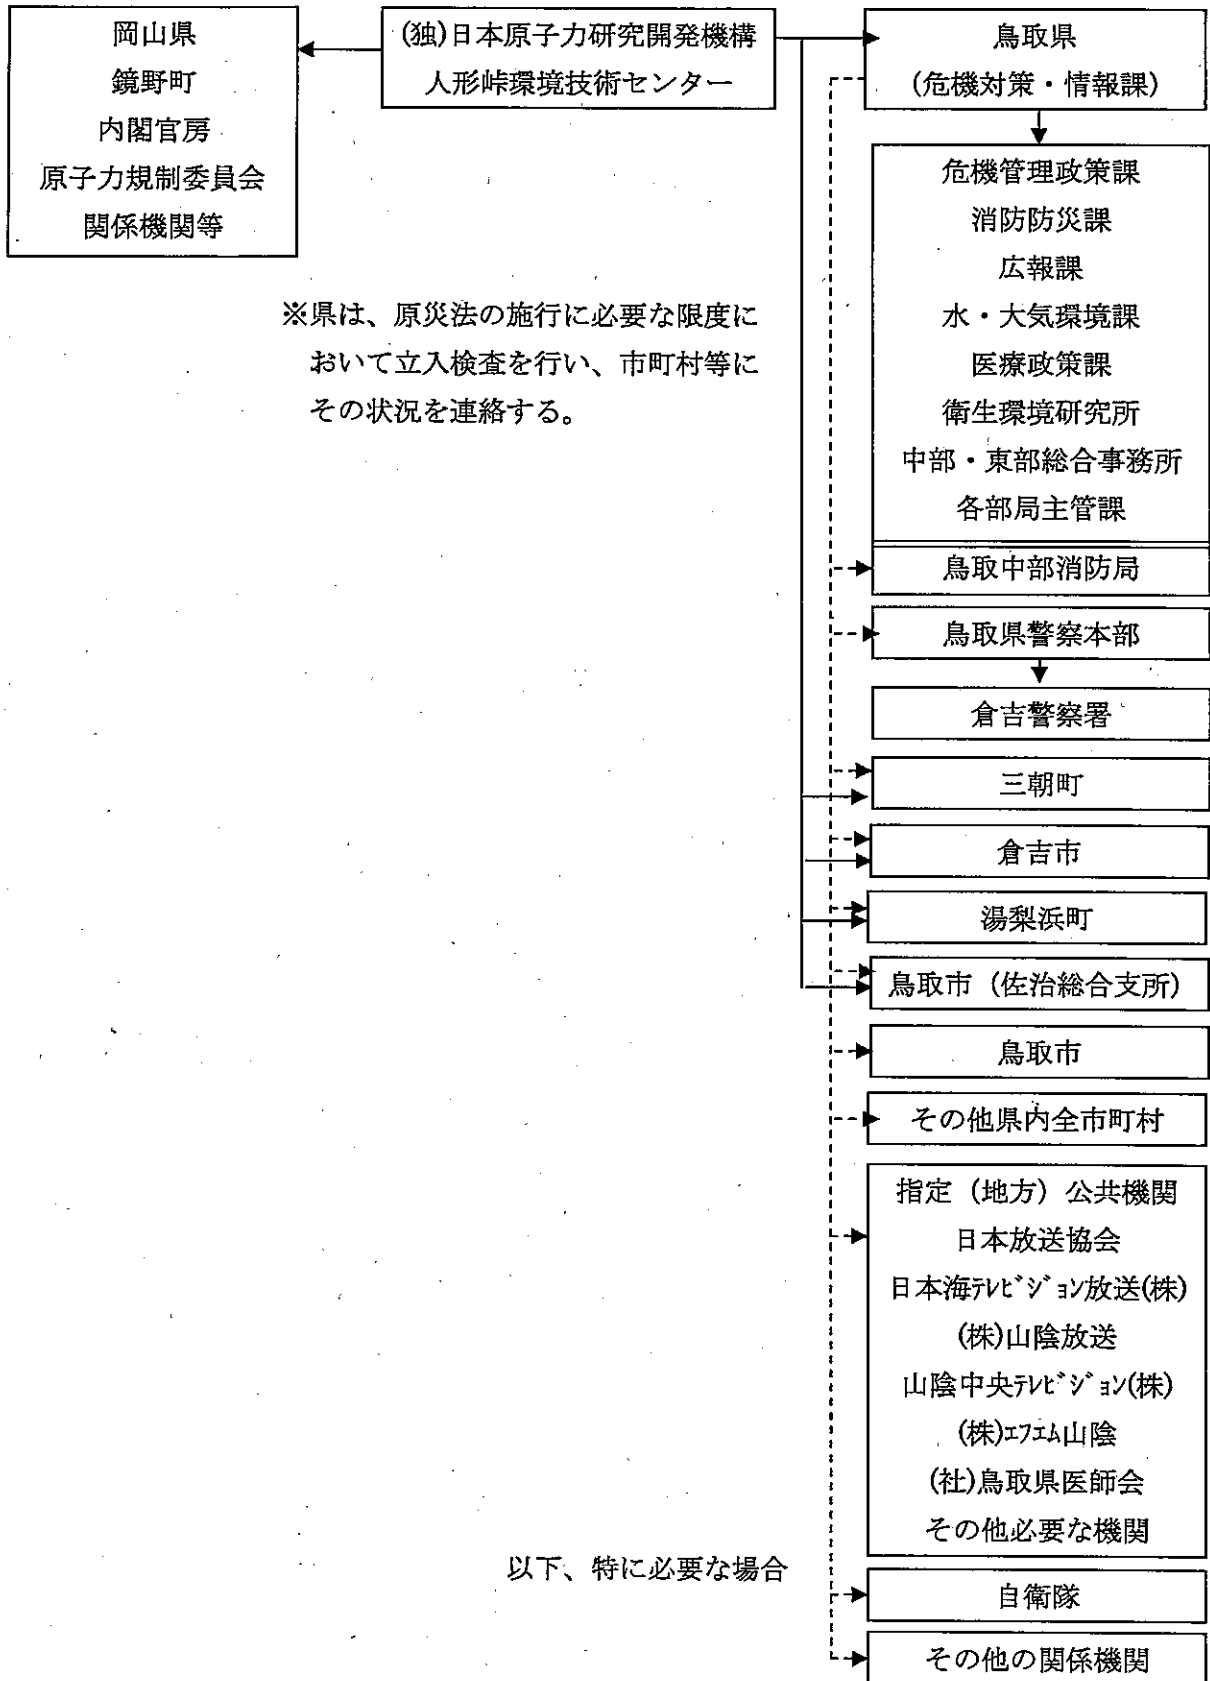 岡山県
鏡野町
内閣官房
原子力規制委員会
関係機関等
(独)日本原子力研究開発機構
人形峠環境技術センター
鳥取県
(危機対策・情報課)
危機管理政策課
消防防災課
広報課
水・大気環境課
医療政策課
衛生環境研究所
中部・東部総合事務所
各部局主管課
※県は、原災法の施行に必要な限度に
おいて立入検査を行い、市町村等に
その状況を連絡する。
鳥取中部消防局
鳥取県警察本部
倉吉警察署
三朝町
倉吉市
湯梨浜町
鳥取市（佐治総合支所）
鳥取市
その他県内全市町村
指定（地方）公共機関
日本放送協会
日本海ﾃﾚﾋﾞｼﾞｮﾝ放送(株)
(株)山陰放送
山陰中央ﾃﾚﾋﾞｼﾞｮﾝ(株)
(株)ｴﾌｴﾑ山陰
(社)鳥取県医師会
その他必要な機関
以下、特に必要な場合
自衛隊
その他の関係機関